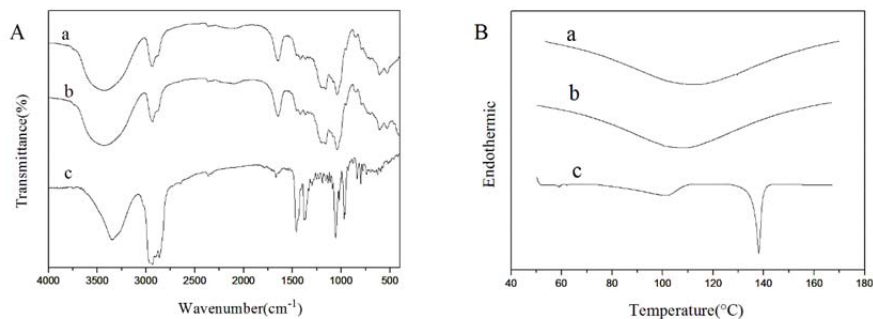 A
a
b
c
Transmittance(%)
4000 3500 3000 2500 2000 1500 1000 500
Wavenumber(cm⁻¹)
B
a
b
c
Endothermic
40 60 80 100 120 140 160 180
Temperature(°C)